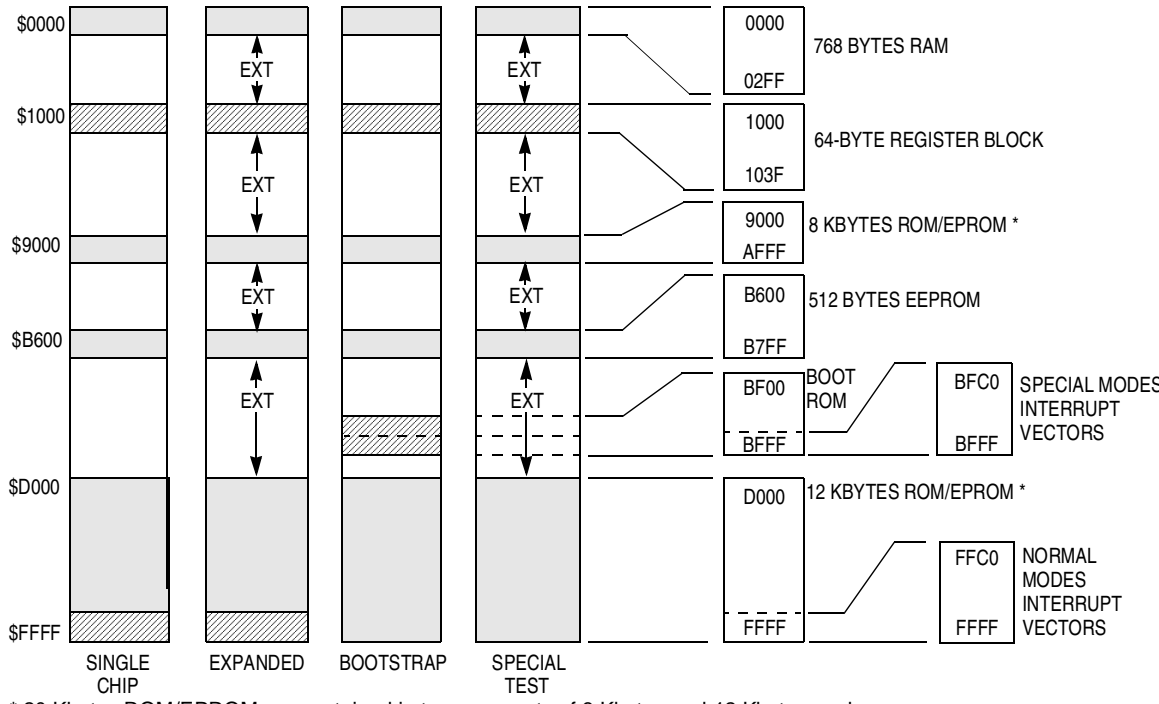 $0000
$1000
$9000
$B600
$D000
$FFFF
EXT
EXT
EXT
EXT
EXT
EXT
EXT
EXT
SINGLE
CHIP
EXPANDED
BOOTSTRAP
SPECIAL
TEST
0000
02FF
768 BYTES RAM
1000
103F
64-BYTE REGISTER BLOCK
9000
AFFF
8 KBYTES ROM/EPROM *
B600
B7FF
512 BYTES EEPROM
BF00
BFFF
BOOT
ROM
BFC0
BFFF
SPECIAL MODES
INTERRUPT
VECTORS
D000
FFFF
12 KBYTES ROM/EPROM *
FFC0
FFFF
NORMAL
MODES
INTERRUPT
VECTORS